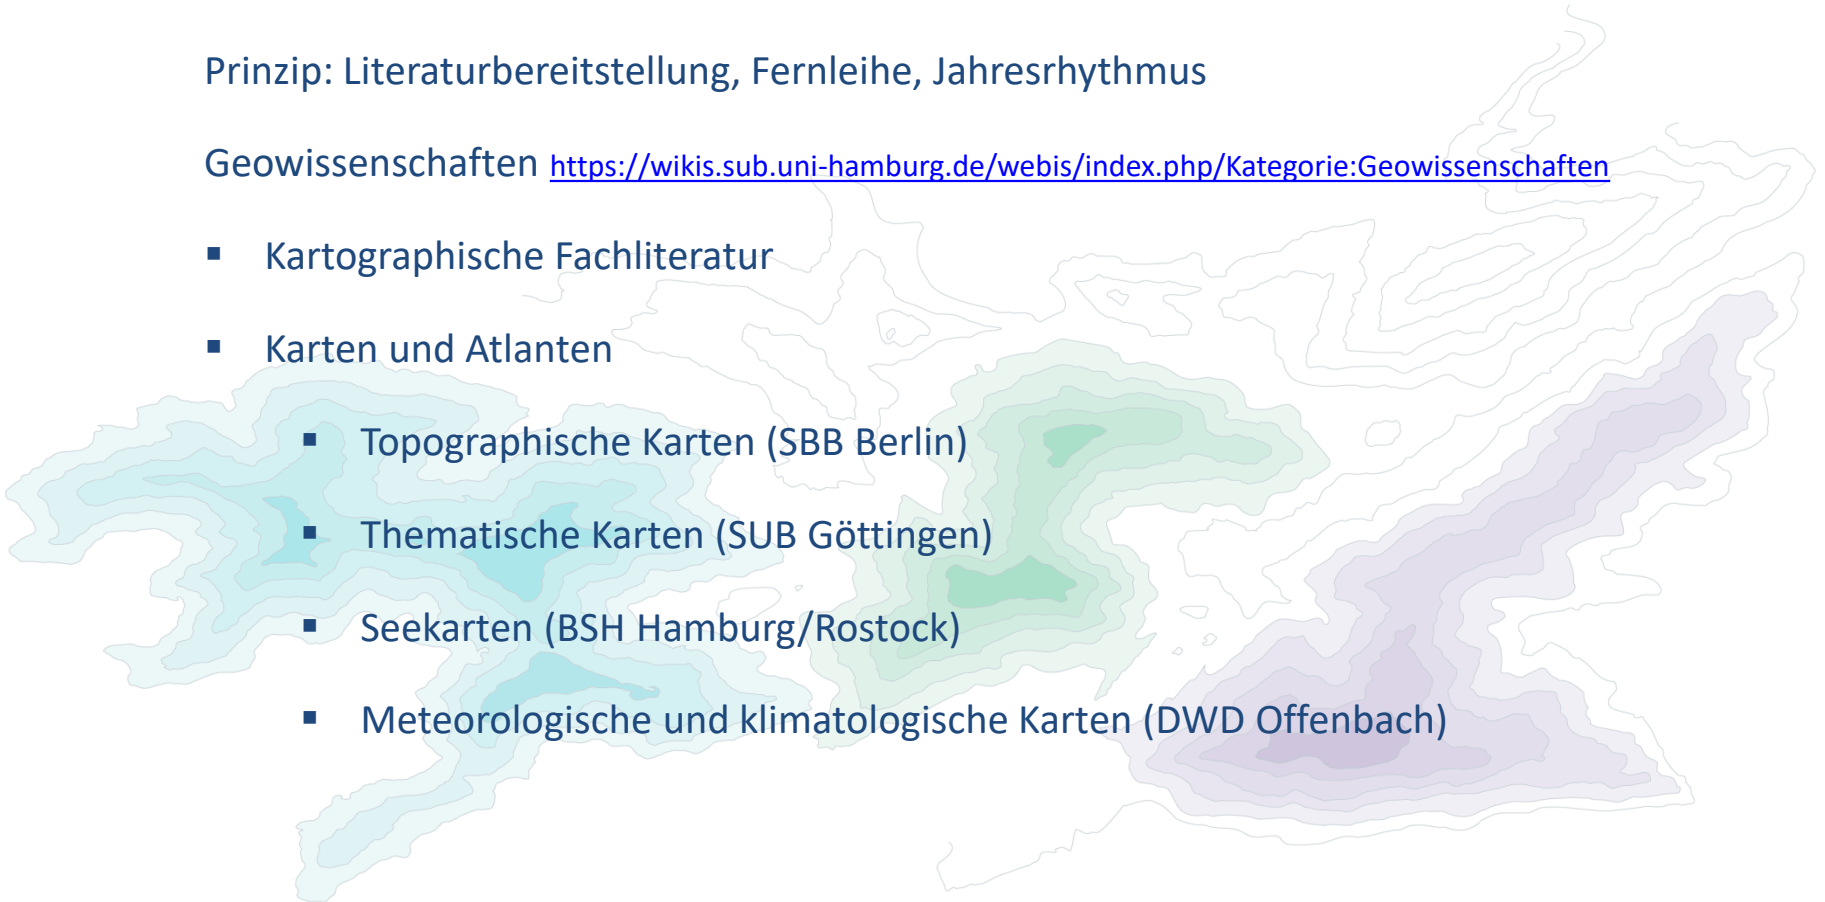 Prinzip: Literaturbereitstellung, Fernleihe, Jahresrhythmus
Geowissenschaften https://wikis.sub.uni-hamburg.de/webis/index.php/Kategorie:Geowissenschaften
▪ Kartographische Fachliteratur
▪ Karten und Atlanten
▪ Topographische Karten (SBB Berlin)
▪ Thematische Karten (SUB Göttingen)
▪ Seekarten (BSH Hamburg/Rostock)
▪ Meteorologische und klimatologische Karten (DWD Offenbach)